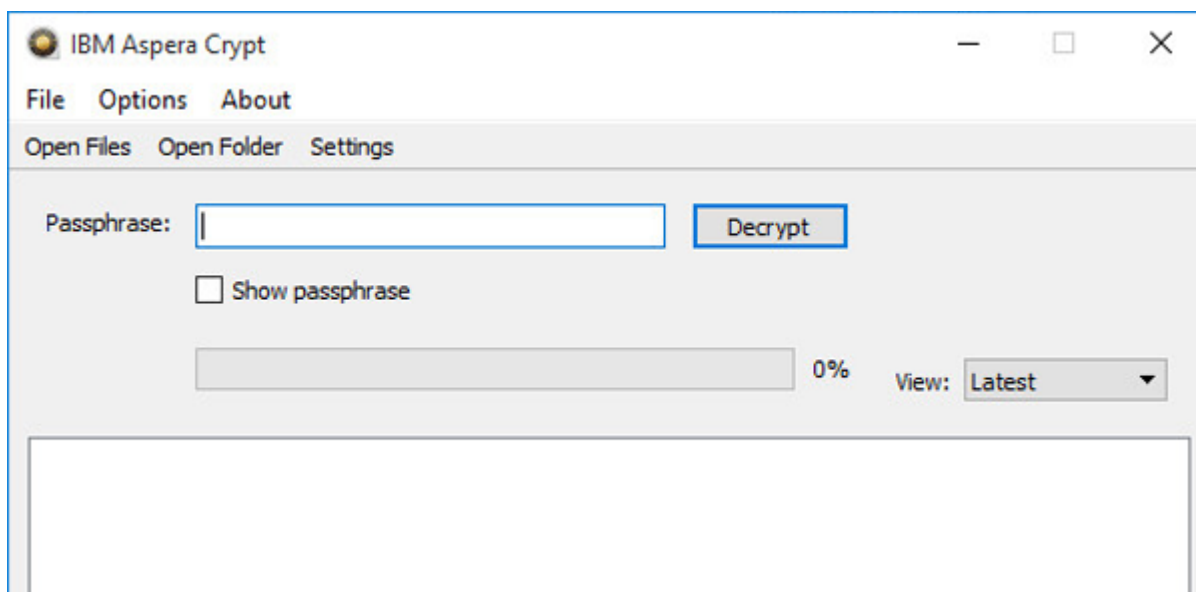 IBM Aspera Crypt
File Options About
Open Files Open Folder Settings
Passphrase: Decrypt
Show passphrase
0% View: Latest